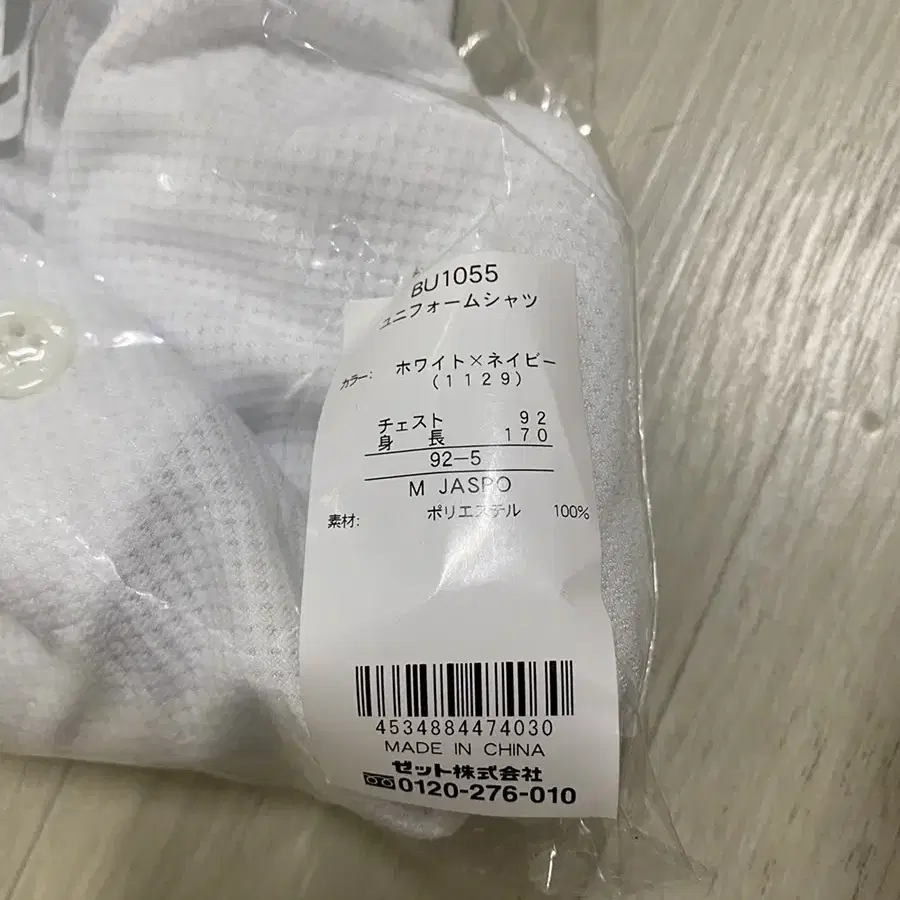 BU1055
ユニフォームシャツ
カラー: ホワイト×ネイビー
(1129)
チェスト 92
身長 170
92-5
M JASPO
素材: ポリエステル 100%
4534884474030
MADE IN CHINA
ゼット株式会社
0120-276-010